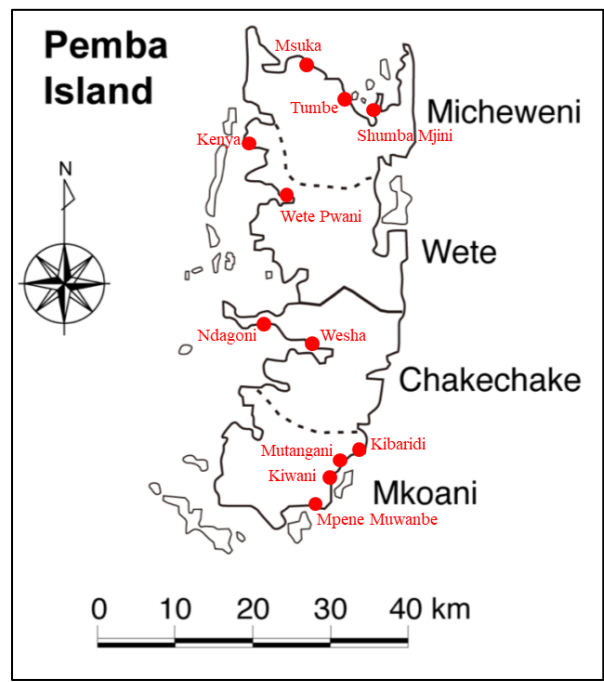 Pemba
Island
Msuka
Tumbe
Micheweni
Shumba Mjini
Kenya
N
Wete Pwani
Wete
Ndagoni
Wesha
Chakechake
Mutangani
Kibaridi
Kiwani
Mkoani
Mpene Muwanbe
0 10 20 30 40 km